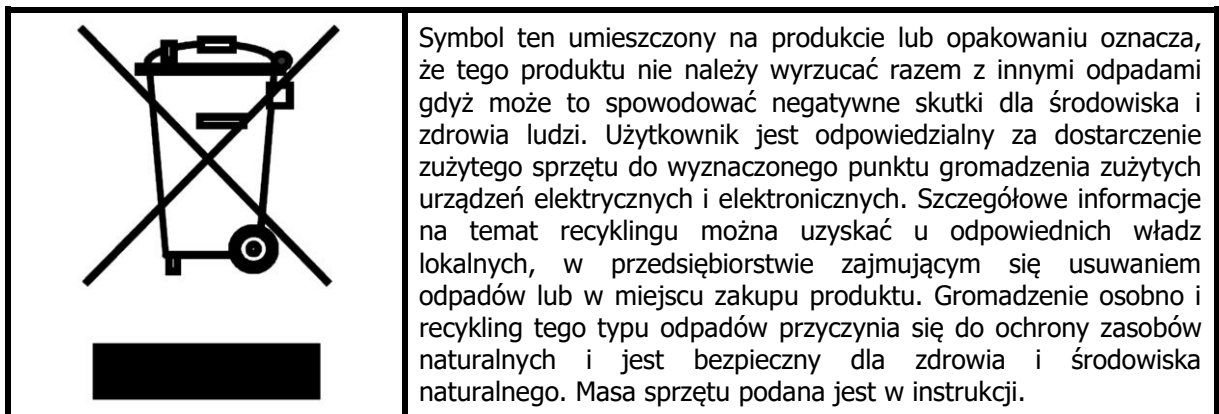 Symbol ten umieszczony na produkcie lub opakowaniu oznacza,
że tego produktu nie należy wyrzucać razem z innymi odpadami
gdyż może to spowodować negatywne skutki dla środowiska i
zdrowia ludzi. Użytkownik jest odpowiedzialny za dostarczenie
zużytego sprzętu do wyznaczonego punktu gromadzenia zużytych
urządzeń elektrycznych i elektronicznych. Szczegółowe informacje
na temat recyklingu można uzyskać u odpowiednich władz
lokalnych, w przedsiębiorstwie zajmującym się usuwaniem
odpadów lub w miejscu zakupu produktu. Gromadzenie osobno i
recykling tego typu odpadów przyczynia się do ochrony zasobów
naturalnych i jest bezpieczny dla zdrowia i środowiska
naturalnego. Masa sprzętu podana jest w instrukcji.